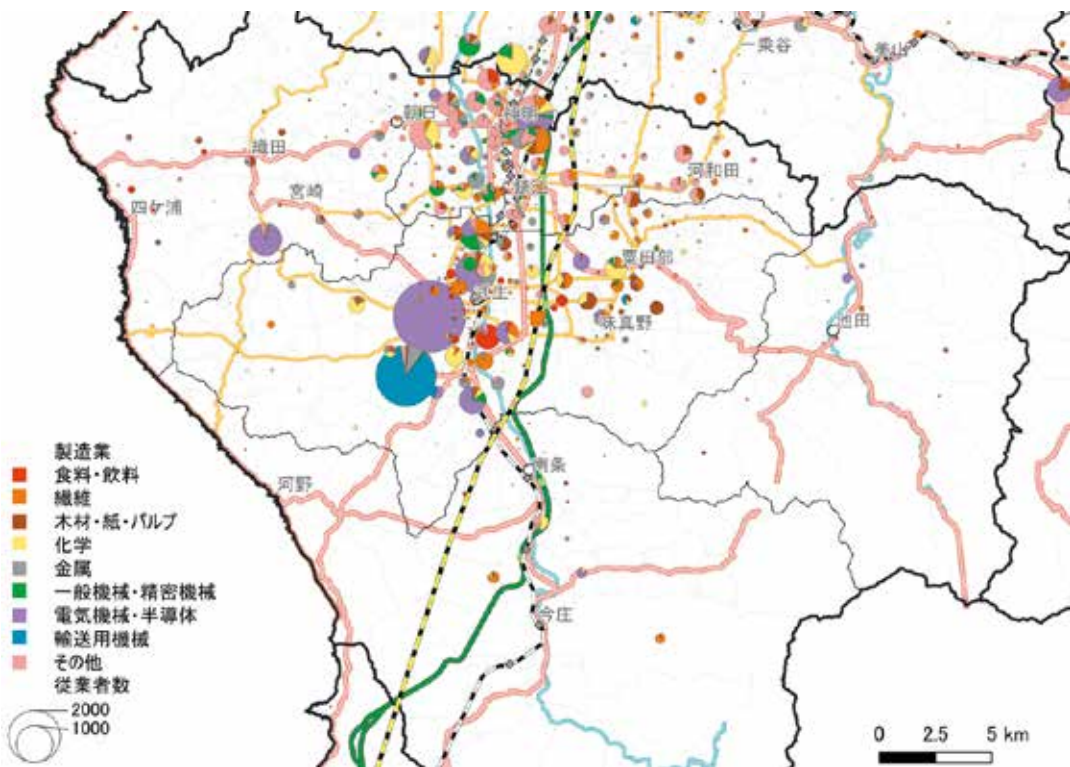 一乗谷
美山
朝日
鯖江
織田
河和田
宮崎
四ケ浦
粟田部
武生
味真野
池田
南条
河野
今庄
製造業
食料・飲料
繊維
木材・紙・パルプ
化学
金属
一般機械・精密機械
電気機械・半導体
輸送用機械
その他
従業者数
2000
1000
0 2.5 5 km